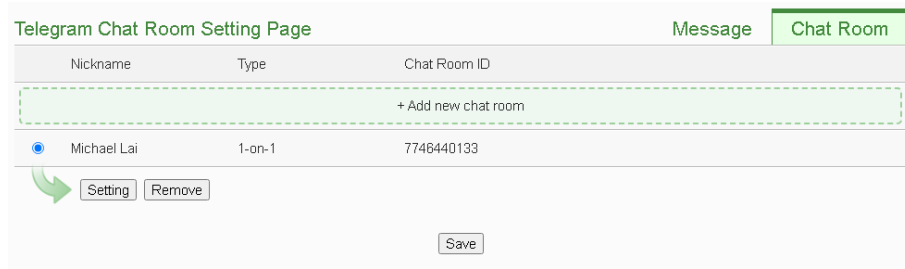 Telegram Chat Room Setting Page Message Chat Room
Nickname Type Chat Room ID
+ Add new chat room
Michael Lai 1-on-1 7746440133
Setting Remove
Save